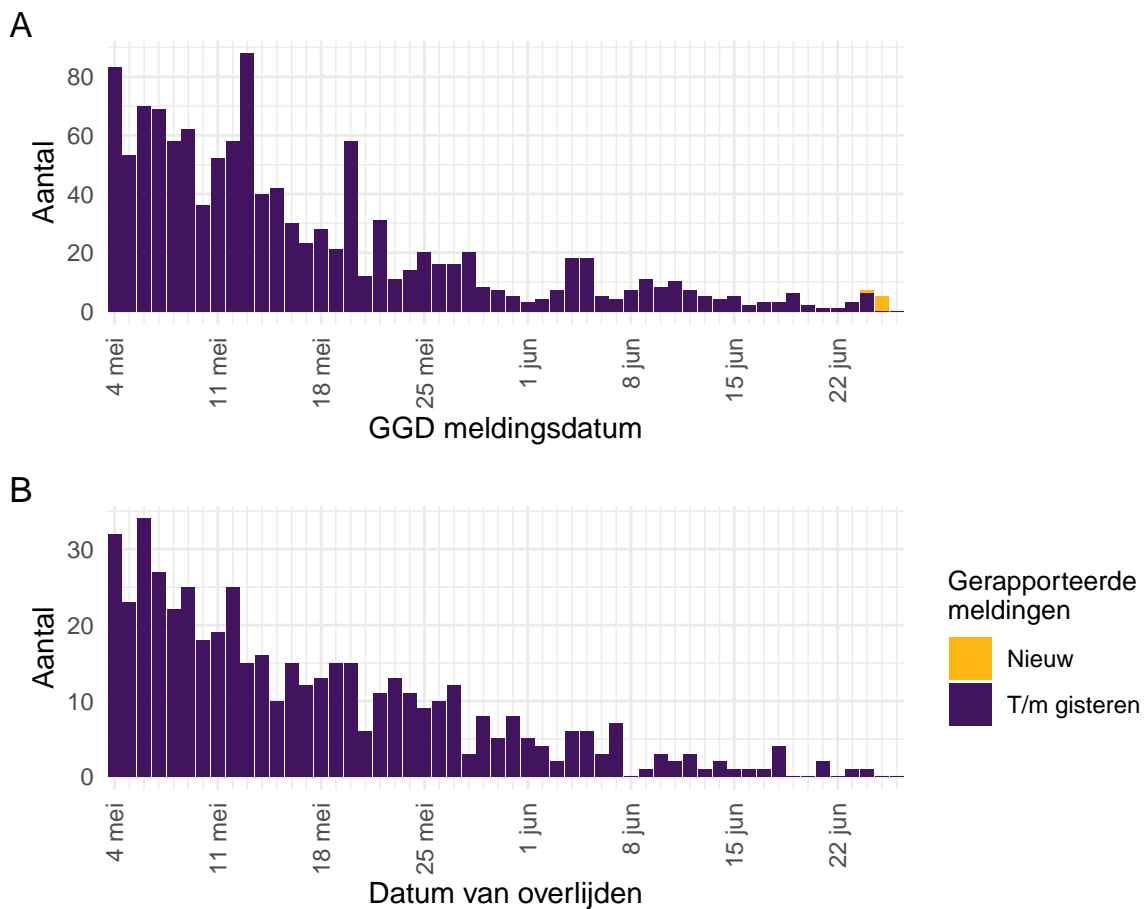 A
Aantal
80
60
40
20
0
4 mei
11 mei
18 mei
25 mei
1 jun
8 jun
15 jun
22 jun
GGD meldingsdatum
B
Aantal
30
20
10
0
4 mei
11 mei
18 mei
25 mei
1 jun
8 jun
15 jun
22 jun
Datum van overlijden
Gerapporteerde
meldingen
Nieuw
T/m gisteren